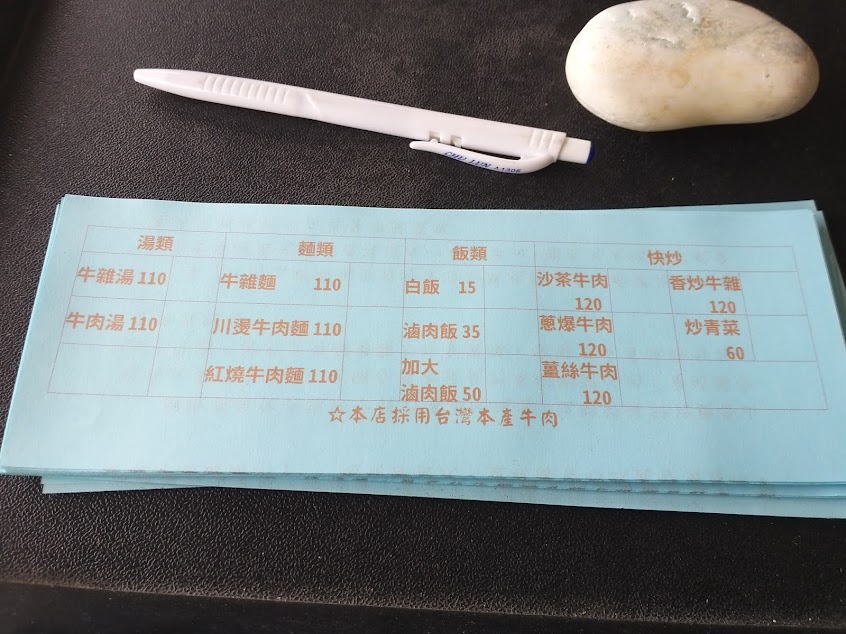 湯類 麵類 飯類 快炒
牛雜湯 110 牛雜麵 110 白飯 15 沙茶牛肉 120 香炒牛雜 120
牛肉湯 110 川燙牛肉麵 110 滷肉飯 35 蔥爆牛肉 120 炒青菜 60
紅燒牛肉麵 110 加大滷肉飯 50 薑絲牛肉 120
☆本店採用台灣本產牛肉